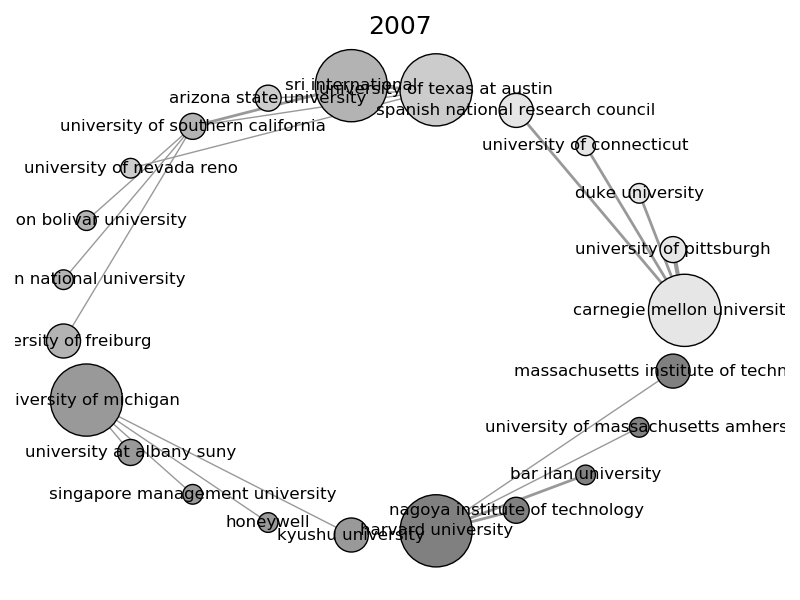 2007
sri international
university of texas at austin
arizona state university
spanish national research council
university of southern california
university of connecticut
university of nevada reno
duke university
on bolivar university
university of pittsburgh
n national university
carnegie mellon universit
ersity of freiburg
massachusetts institute of techn
iversity of michigan
university of massachusetts amhers
university at albany suny
bar ilan university
singapore management university
nagoya institute of technology
honeywell
harvard university
kyushu university